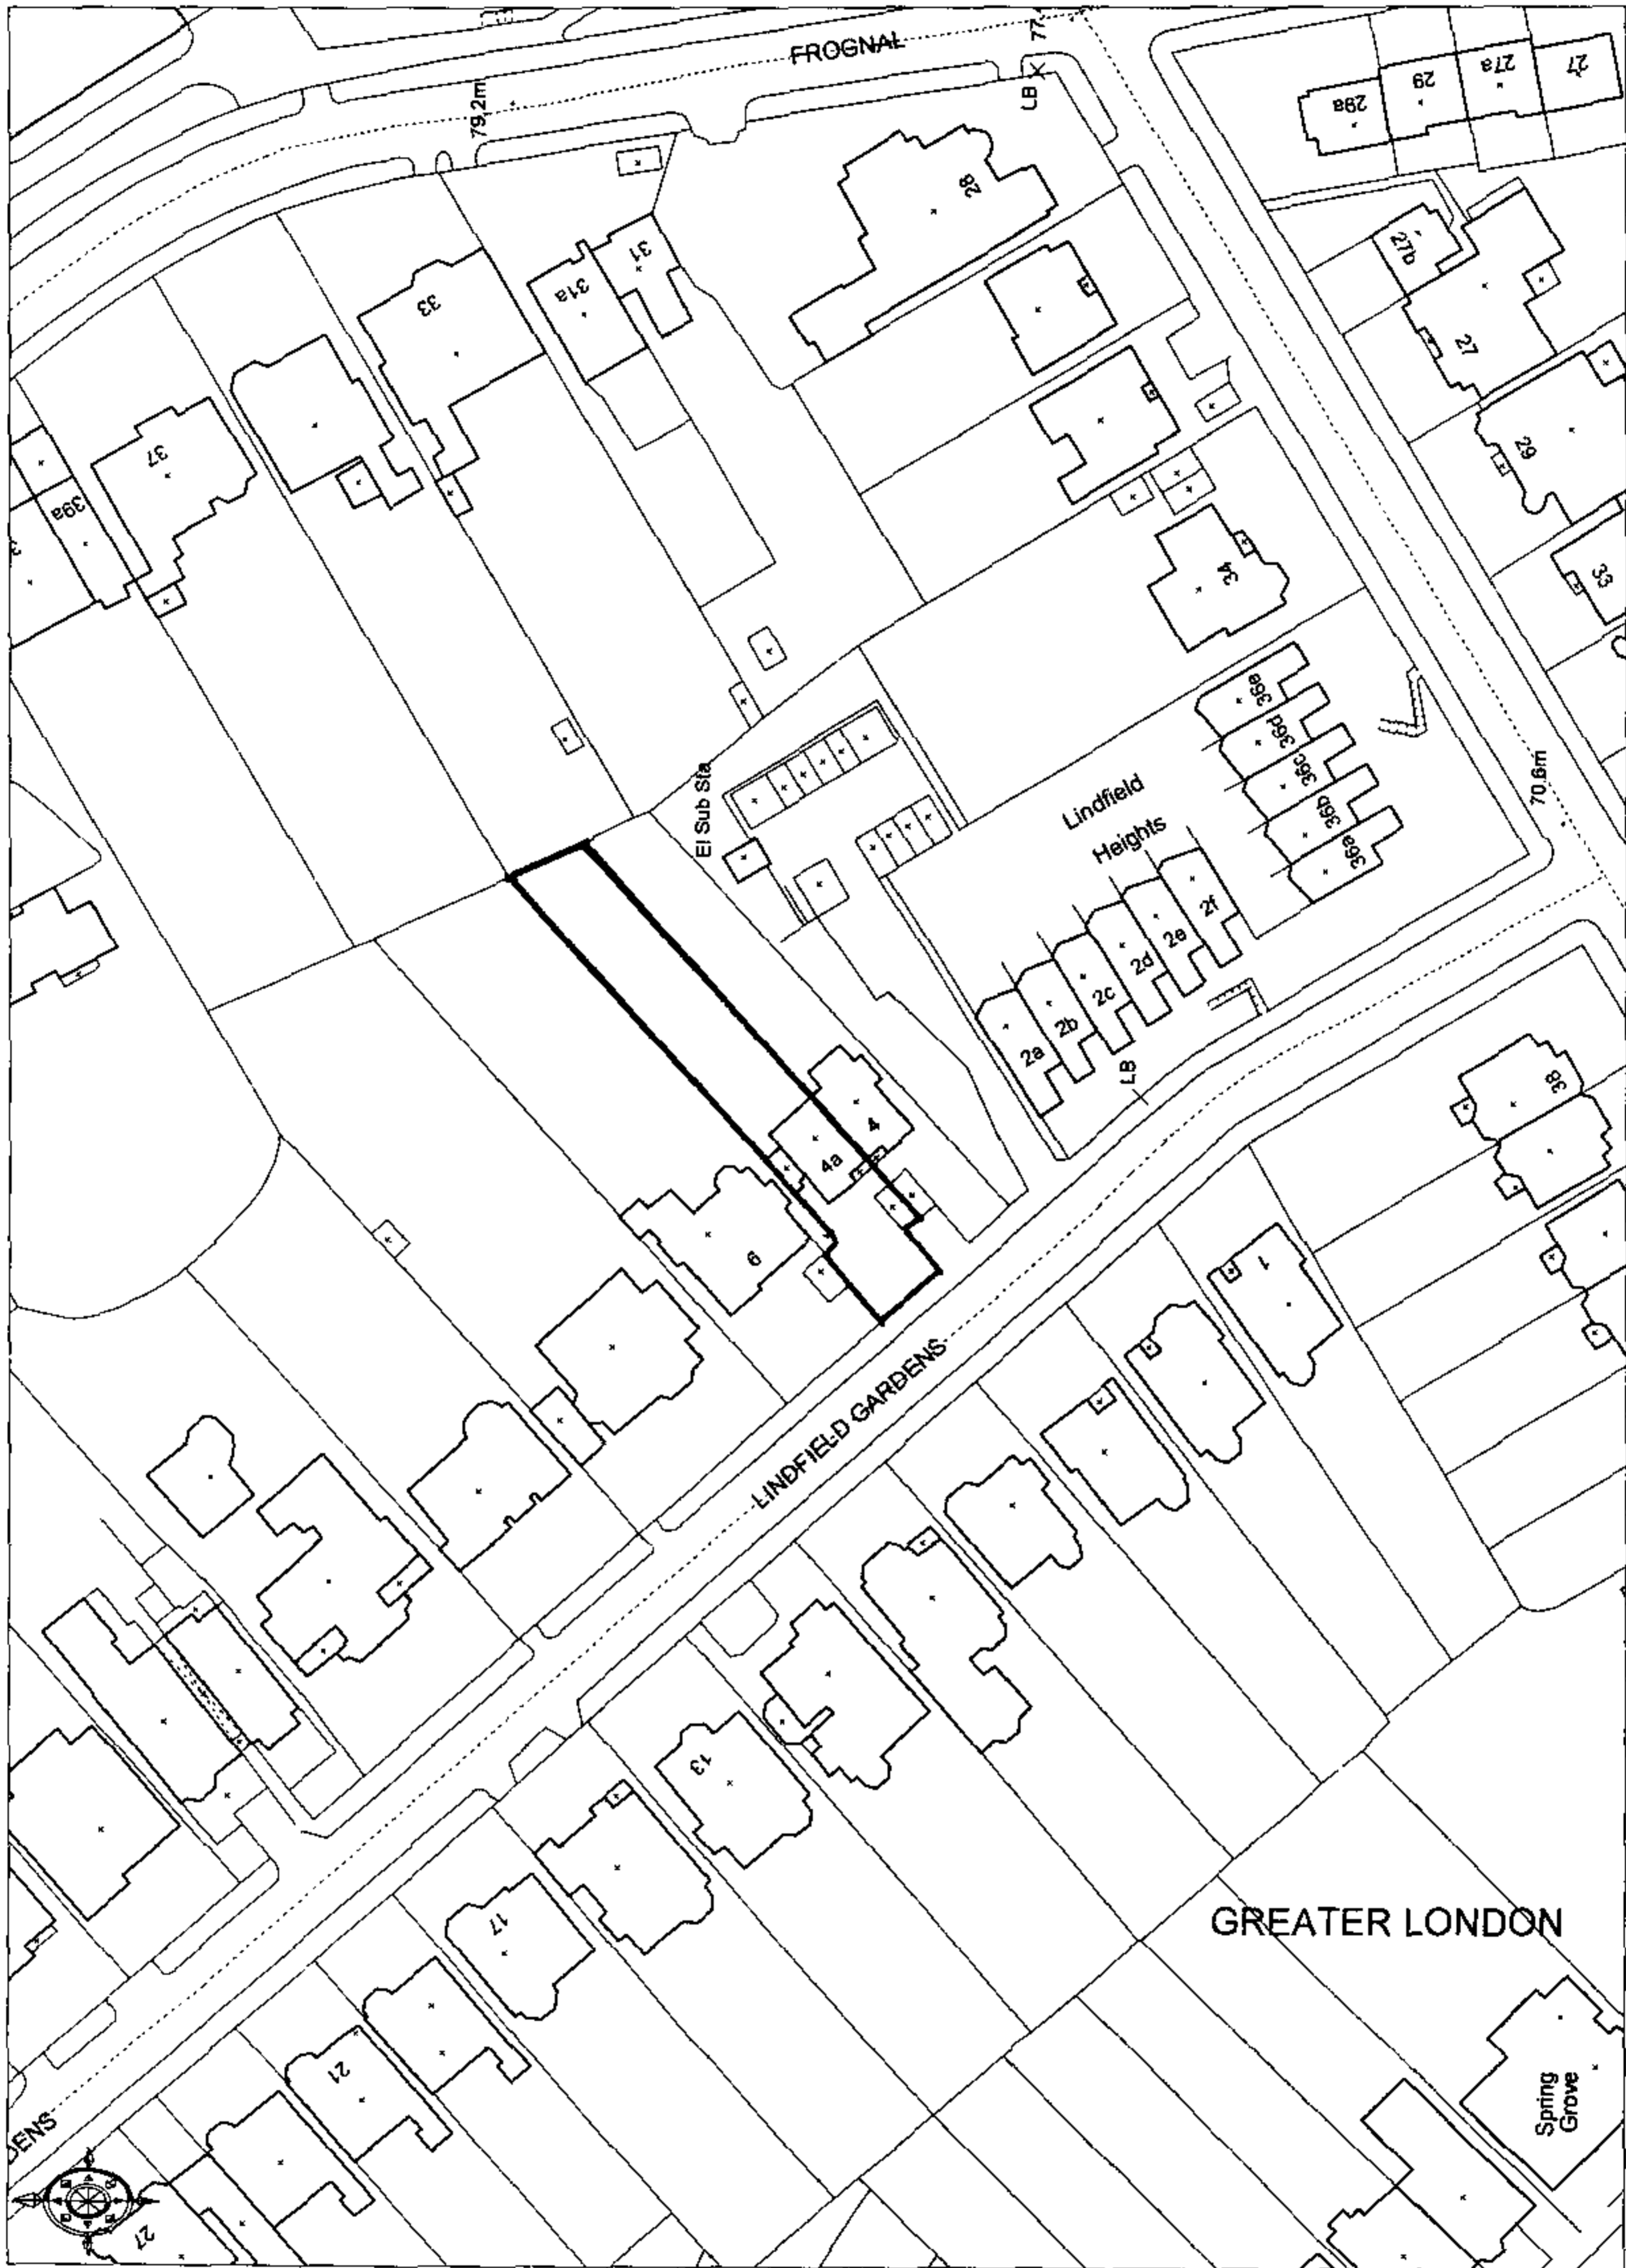 FROGNAL
77.
LB
79.2m
29a
29
27a
27
28
27b
27
31
31a
33
29
33
37
39a
34
36e
36d
36c
36b
36a
Lindfield
Heights
70.6m
El Sub Sta
2f
2e
2d
2c
2b
2a
LB
38
4
4a
6
1
LINDFIELD GARDENS
13
17
GREATER LONDON
21
Spring
Grove
DENS
27